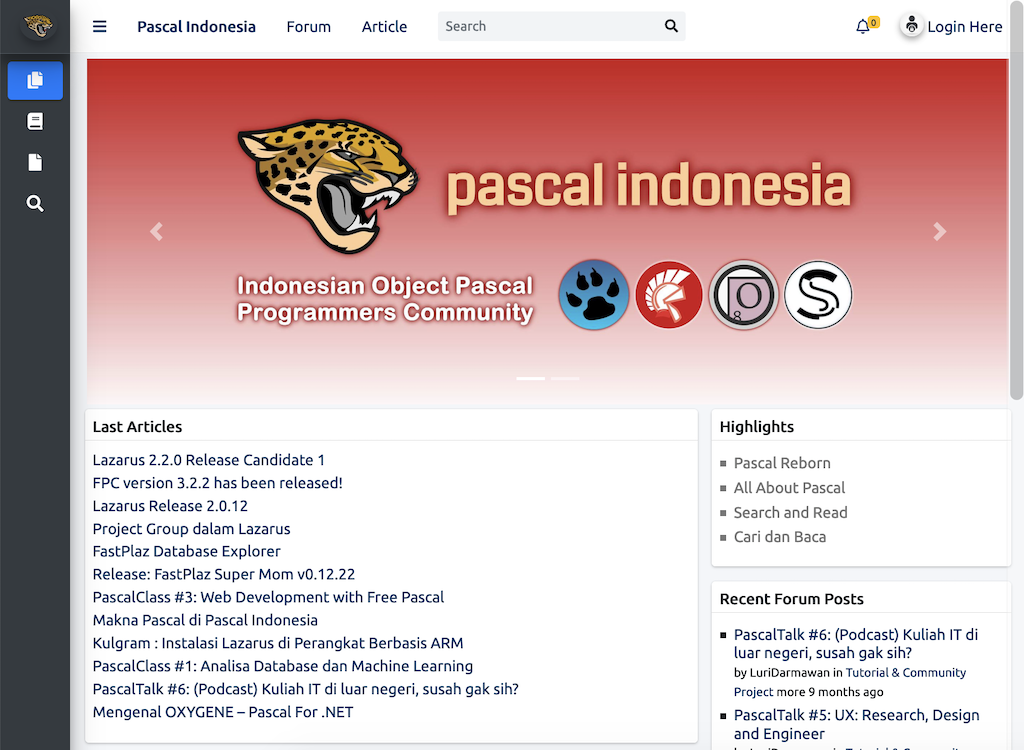 Pascal Indonesia
Forum
Article
Search
0
Login Here
pascal indonesia
Indonesian Object Pascal
Programmers Community
O
8
S
Last Articles
Lazarus 2.2.0 Release Candidate 1
FPC version 3.2.2 has been released!
Lazarus Release 2.0.12
Project Group dalam Lazarus
FastPlaz Database Explorer
Release: FastPlaz Super Mom v0.12.22
PascalClass #3: Web Development with Free Pascal
Makna Pascal di Pascal Indonesia
Kulgram : Instalasi Lazarus di Perangkat Berbasis ARM
PascalClass #1: Analisa Database dan Machine Learning
PascalTalk #6: (Podcast) Kuliah IT di luar negeri, susah gak sih?
Mengenal OXYGENE – Pascal For .NET
Highlights
Pascal Reborn
All About Pascal
Search and Read
Cari dan Baca
Recent Forum Posts
PascalTalk #6: (Podcast) Kuliah IT di
luar negeri, susah gak sih?
by LuriDarmawan in Tutorial & Community
Project more 9 months ago
PascalTalk #5: UX: Research, Design
and Engineer